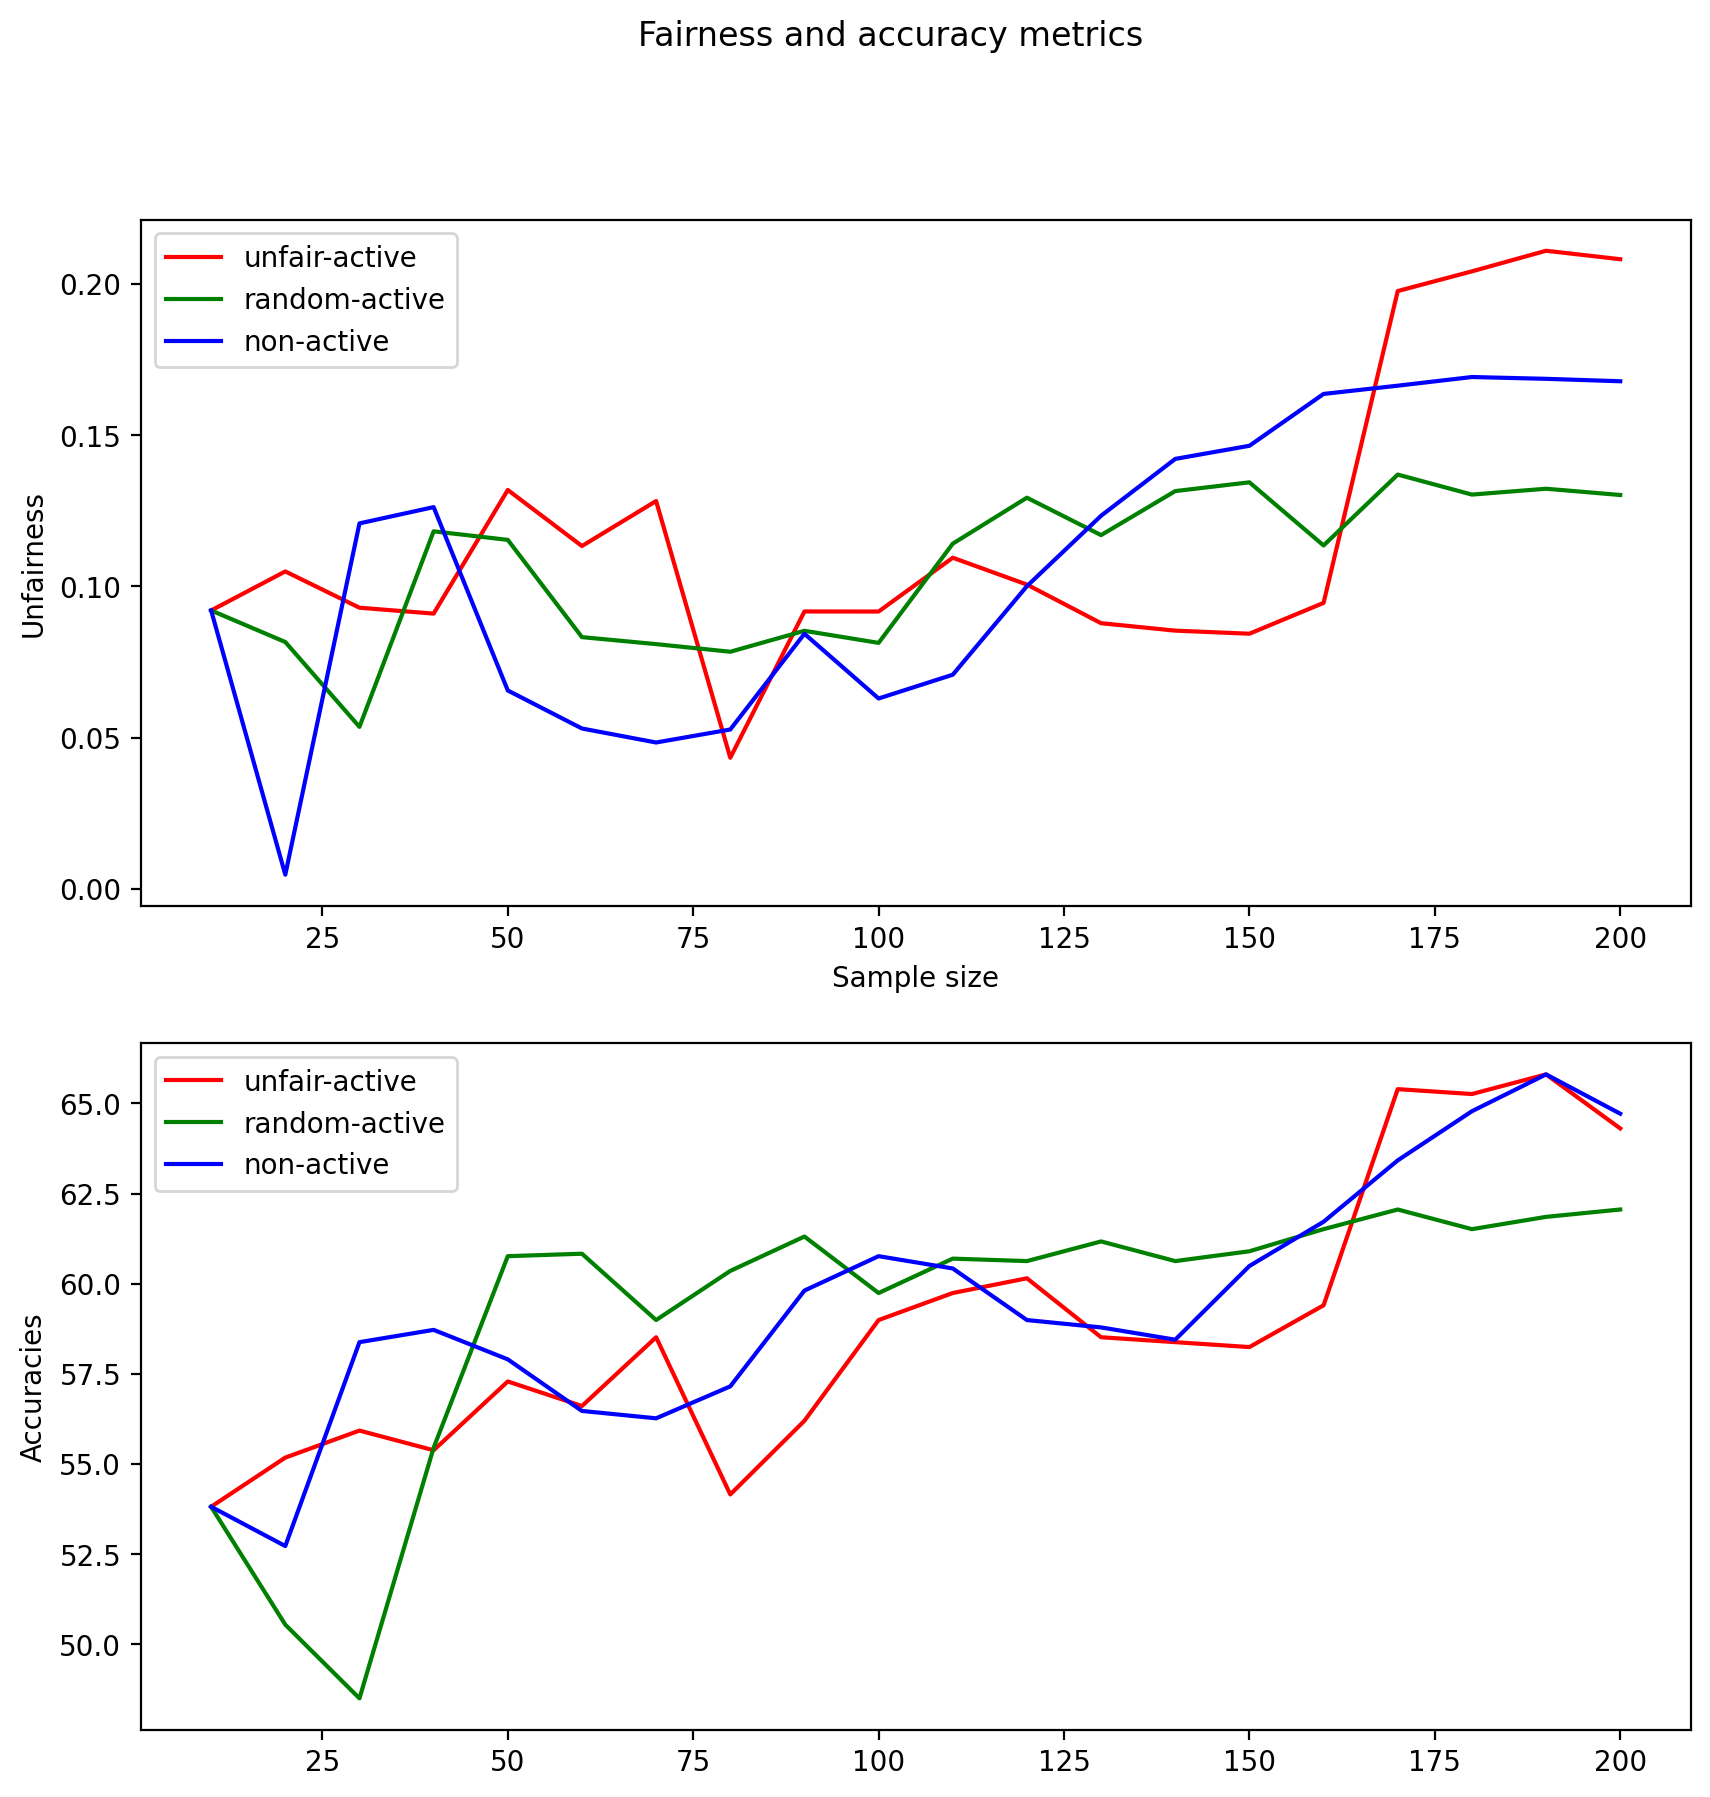 Fairness and accuracy metrics
unfair-active
random-active
non-active
0.20
0.15
0.10
0.05
0.00
Unfairness
25 50 75 100 125 150 175 200
Sample size
unfair-active
random-active
non-active
65.0
62.5
60.0
57.5
55.0
52.5
50.0
Accuracies
25 50 75 100 125 150 175 200